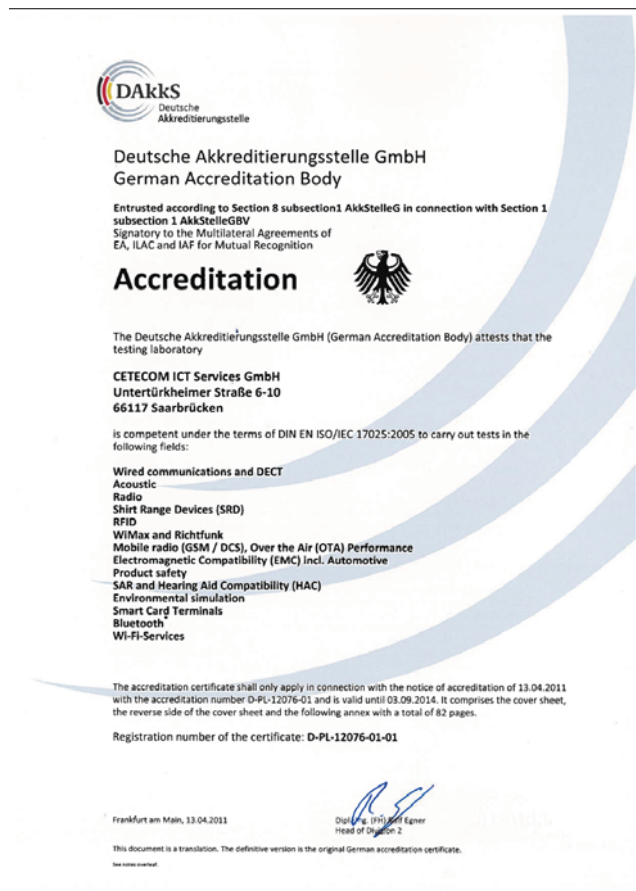 DAkkS
Deutsche
Akkreditierungsstelle
Deutsche Akkreditierungsstelle GmbH
German Accreditation Body
Entrusted according to Section 8 subsection1 AkkStelleG in connection with Section 1
subsection 1 AkkStelleGBV
Signatory to the Multilateral Agreements of
EA, ILAC and IAF for Mutual Recognition
Accreditation
The Deutsche Akkreditierungsstelle GmbH (German Accreditation Body) attests that the
testing laboratory
CETECOM ICT Services GmbH
Untertürkheimer Straße 6-10
66117 Saarbrücken
is competent under the terms of DIN EN ISO/IEC 17025:2005 to carry out tests in the
following fields:
Wired communications and DECT
Acoustic
Radio
Shirt Range Devices (SRD)
RFID
WiMax and Richtfunk
Mobile radio (GSM / DCS), Over the Air (OTA) Performance
Electromagnetic Compatibility (EMC) incl. Automotive
Product safety
SAR and Hearing Aid Compatibility (HAC)
Environmental simulation
Smart Card Terminals
Bluetooth
Wi-Fi-Services
The accreditation certificate shall only apply in connection with the notice of accreditation of 13.04.2011
with the accreditation number D-PL-12076-01 and is valid until 03.09.2014. It comprises the cover sheet,
the reverse side of the cover sheet and the following annex with a total of 82 pages.
Registration number of the certificate: D-PL-12076-01-01
Frankfurt am Main, 13.04.2011
(FH) Egner
Head of Division 2
This document is a translation. The definitive version is the original German accreditation certificate.
See notes overleaf.